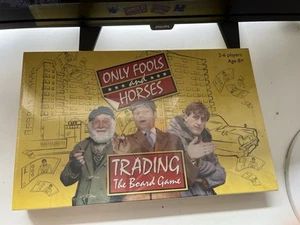 ONLY FOOLS
and
HORSES
2-6 players
Age 8+
TRADING
The Board Game